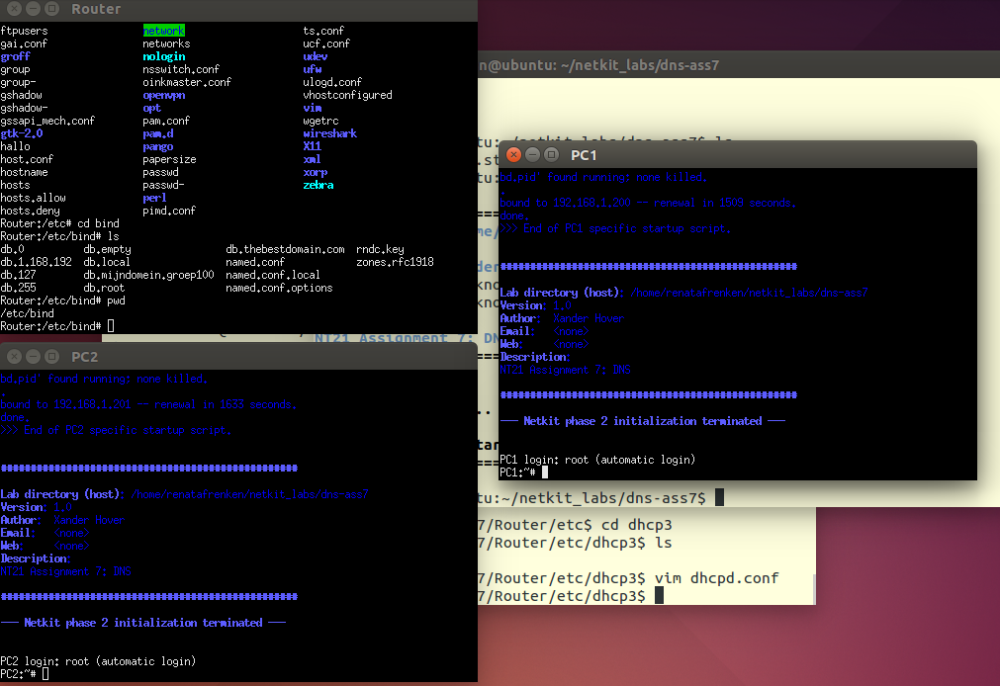 Router
ftpusers network ts.conf
gai.conf networks ucf.conf
groff nologin udev
group nsswitch.conf ufw
group- oinkmaster.conf ulogd.conf
gshadow openvpn vhostconfigured
gshadow- opt vim
gssapi_mech.conf pam.conf wgetrc
gtk-2.0 pam.d wireshark
hallo pango X11
host.conf papersize xml
hostname passwd xorp
hosts passwd- zebra
hosts.allow perl
hosts.deny pimd.conf
Router:/etc# cd bind
Router:/etc/bind# ls
db.0 db.empty db.thebestdomain.com rndc.key
db.1.168.192 db.local named.conf zones.rfc1918
db.127 db.mijndomein.groep100 named.conf.local
db.255 db.root named.conf.options
Router:/etc/bind# pwd
/etc/bind
Router:/etc/bind#
n@ubuntu: ~/netkit_labs/dns-ass7
tu:~/netkit_labs/dns-ass7$ ls
.st
tu:
===
me/
der
kno
kno
NT21 Assignment 7: DN
===
..
tar
===
tu:~/netkit_labs/dns-ass7$
PC1
bd.pid' found running: none killed.
.
bound to 192.168.1.200 -- renewal in 1509 seconds.
done.
>>> End of PC1 specific startup script.
##################################################
Lab directory (host): /home/renatafrenken/netkit_labs/dns-ass7
Version: 1.0
Author: Xander Hover
Email: <none>
Web: <none>
Description:
NT21 Assignment 7: DNS
##################################################
--- Netkit phase 2 initialization terminated ---
PC1 login: root (automatic login)
PC1:~#
PC2
bd.pid' found running: none killed.
.
bound to 192.168.1.201 -- renewal in 1633 seconds.
done.
>>> End of PC2 specific startup script.
##################################################
Lab directory (host): /home/renatafrenken/netkit_labs/dns-ass7
Version: 1.0
Author: Xander Hover
Email: <none>
Web: <none>
Description:
NT21 Assignment 7: DNS
##################################################
--- Netkit phase 2 initialization terminated ---
PC2 login: root (automatic login)
PC2:~#
7/Router/etc$ cd dhcp3
7/Router/etc/dhcp3$ ls
7/Router/etc/dhcp3$ vim dhcpd.conf
7/Router/etc/dhcp3$